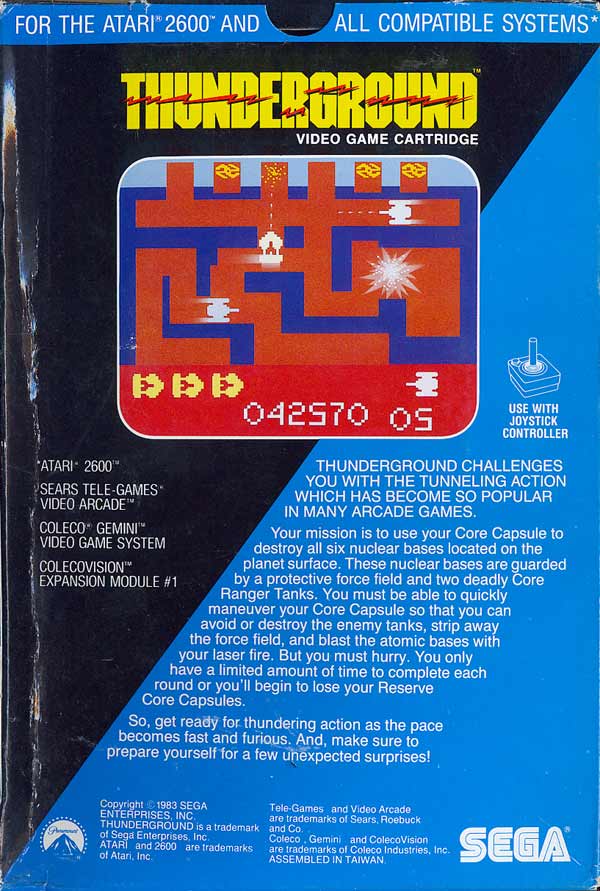 FOR THE ATARI® 2600™ AND ALL COMPATIBLE SYSTEMS*
THUNDERGROUND™
VIDEO GAME CARTRIDGE
042570 05
USE WITH
JOYSTICK
CONTROLLER
*ATARI® 2600™
SEARS TELE-GAMES®
VIDEO ARCADE™
COLECO® GEMINI™
VIDEO GAME SYSTEM
COLECOVISION™
EXPANSION MODULE #1
THUNDERGROUND CHALLENGES
YOU WITH THE TUNNELING ACTION
WHICH HAS BECOME SO POPULAR
IN MANY ARCADE GAMES.
Your mission is to use your Core Capsule to
destroy all six nuclear bases located on the
planet surface. These nuclear bases are guarded
by a protective force field and two deadly Core
Ranger Tanks. You must be able to quickly
maneuver your Core Capsule so that you can
avoid or destroy the enemy tanks, strip away
the force field, and blast the atomic bases with
your laser fire. But you must hurry. You only
have a limited amount of time to complete each
round or you'll begin to lose your Reserve
Core Capsules.
So, get ready for thundering action as the pace
becomes fast and furious. And, make sure to
prepare yourself for a few unexpected surprises!
Paramount
Copyright © 1983 SEGA
ENTERPRISES, INC.
THUNDERGROUND is a trademark
of Sega Enterprises, Inc.
ATARI and 2600 are trademarks
of Atari, Inc.
Tele-Games and Video Arcade
are trademarks of Sears, Roebuck
and Co.
Coleco, Gemini and ColecoVision
are trademarks of Coleco Industries, Inc.
ASSEMBLED IN TAIWAN.
SEGA®